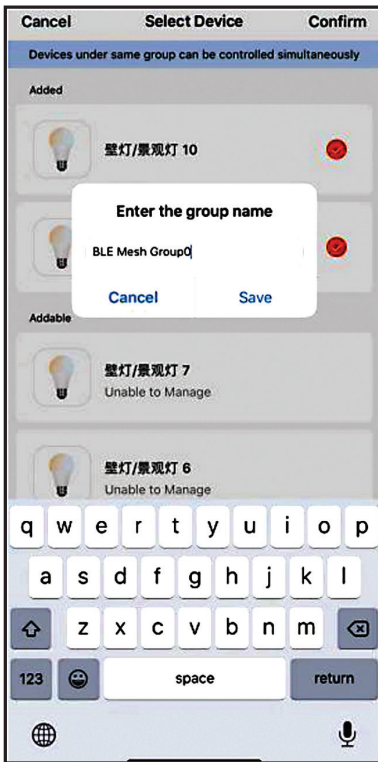 Cancel Select Device Confirm
Devices under same group can be controlled simultaneously
Added
壁灯/景观灯 10
Enter the group name
BLE Mesh Group0
Cancel Save
Addable
壁灯/景观灯 7
Unable to Manage
壁灯/景观灯 6
Unable to Manage
q w e r t y u i o p
a s d f g h j k l
z x c v b n m
123 space return